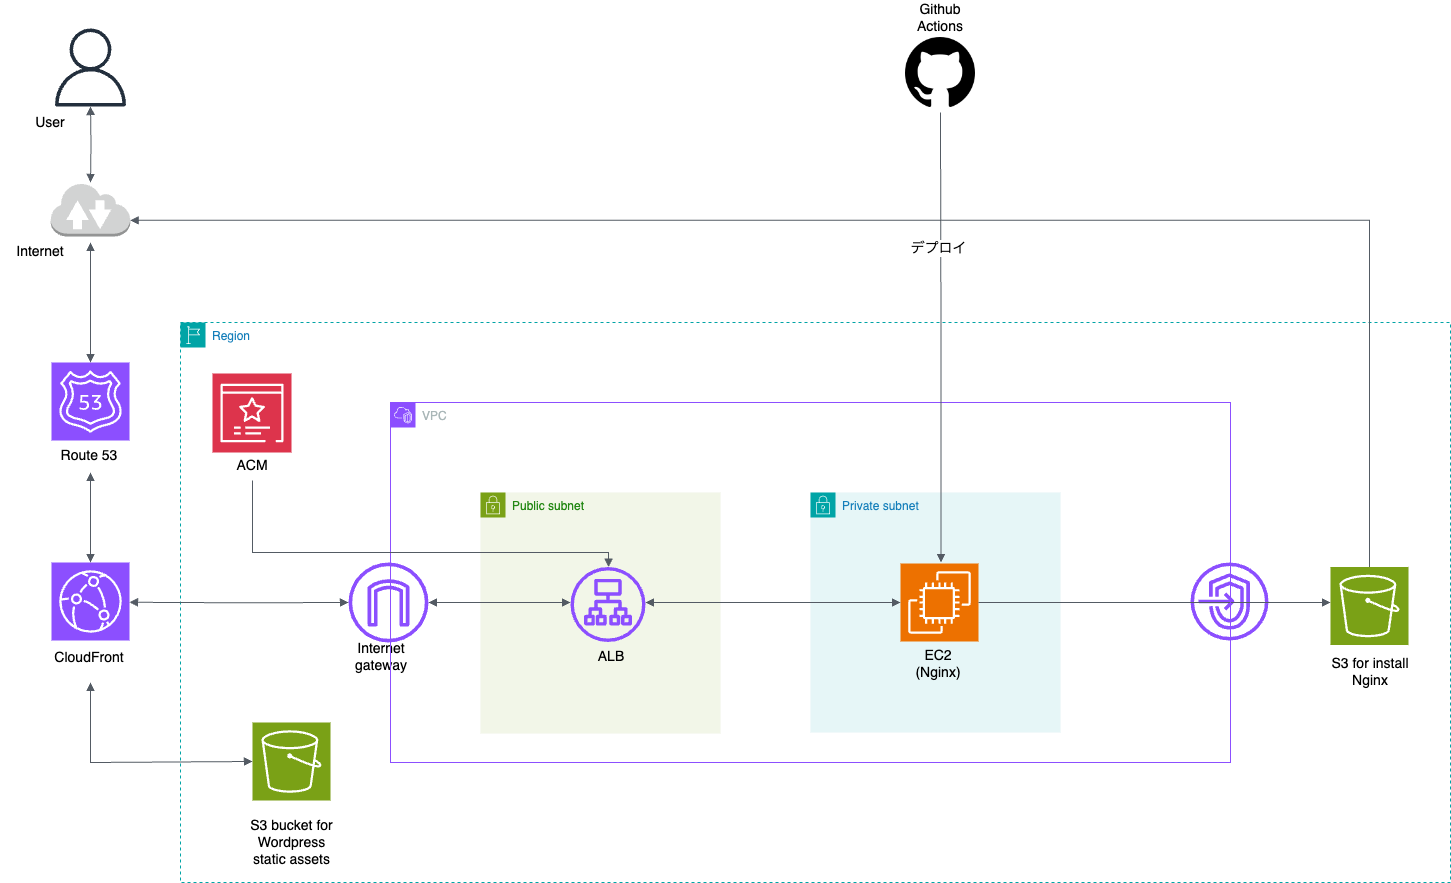 Github
Actions
User
Internet
デプロイ
Region
53
Route 53
ACM
VPC
Public subnet
Private subnet
CloudFront
Internet
gateway
ALB
EC2
(Nginx)
S3 for install
Nginx
S3 bucket for
Wordpress
static assets